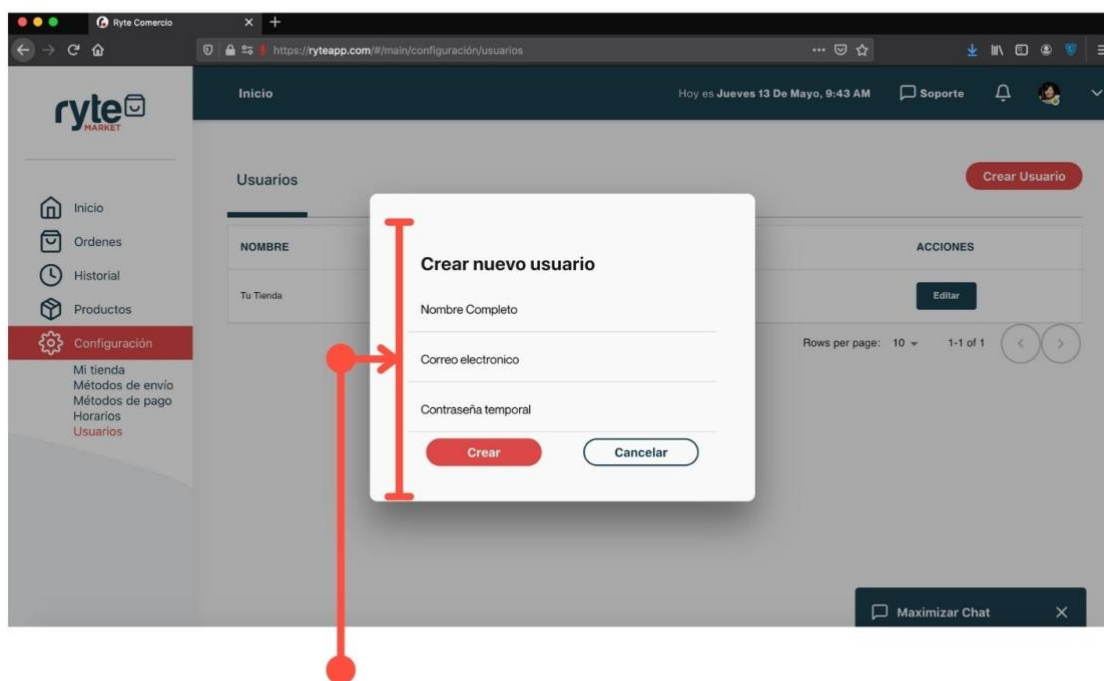 Ryte Comercio
https://ryteapp.com/#/main/configuración/usuarios
ryte
MARKET
Inicio
Hoy es Jueves 13 De Mayo, 9:43 AM
Soporte
Inicio
Ordenes
Historial
Productos
Configuración
Mi tienda
Métodos de envío
Métodos de pago
Horarios
Usuarios
Usuarios
Crear Usuario
NOMBRE
ACCIONES
Tu Tienda
Editar
Rows per page: 10
1-1 of 1
Crear nuevo usuario
Nombre Completo
Correo electronico
Contraseña temporal
Crear
Cancelar
Maximizar Chat